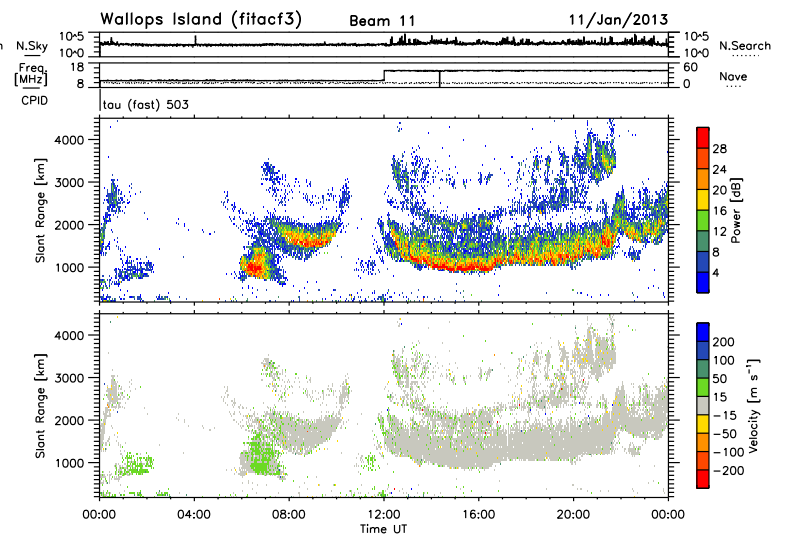 Wallops Island (fitacf3) Beam 11 11/Jan/2013
n N.Sky 10^5 10^0 10^5 10^0 N.Search
Freq. [MHz] 18 8 60 0 Nave
CPID tau (fast) 503
Slant Range [km] 4000 3000 2000 1000
Power [dB] 28 24 20 16 12 8 4
Slant Range [km] 4000 3000 2000 1000
Velocity [m s⁻¹] 200 100 50 15 -15 -50 -100 -200
00:00 04:00 08:00 12:00 16:00 20:00 00:00
Time UT